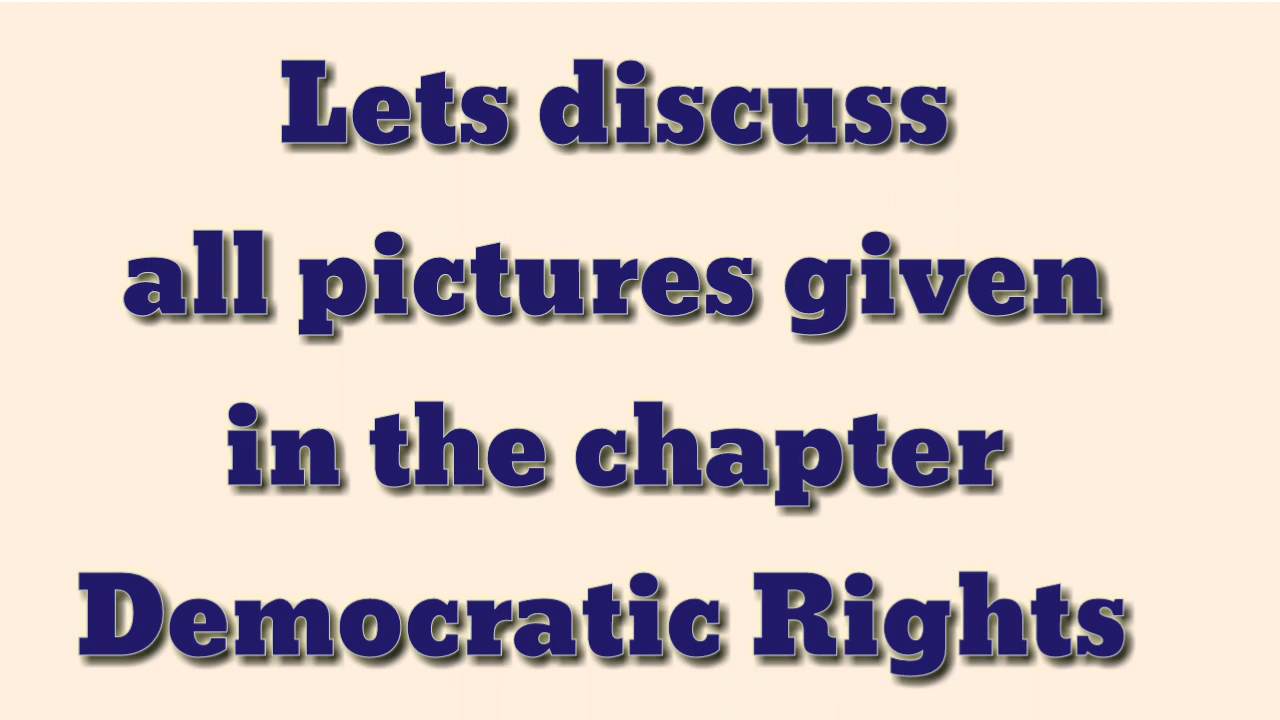 Lets discuss
all pictures given
in the chapter
Democratic Rights